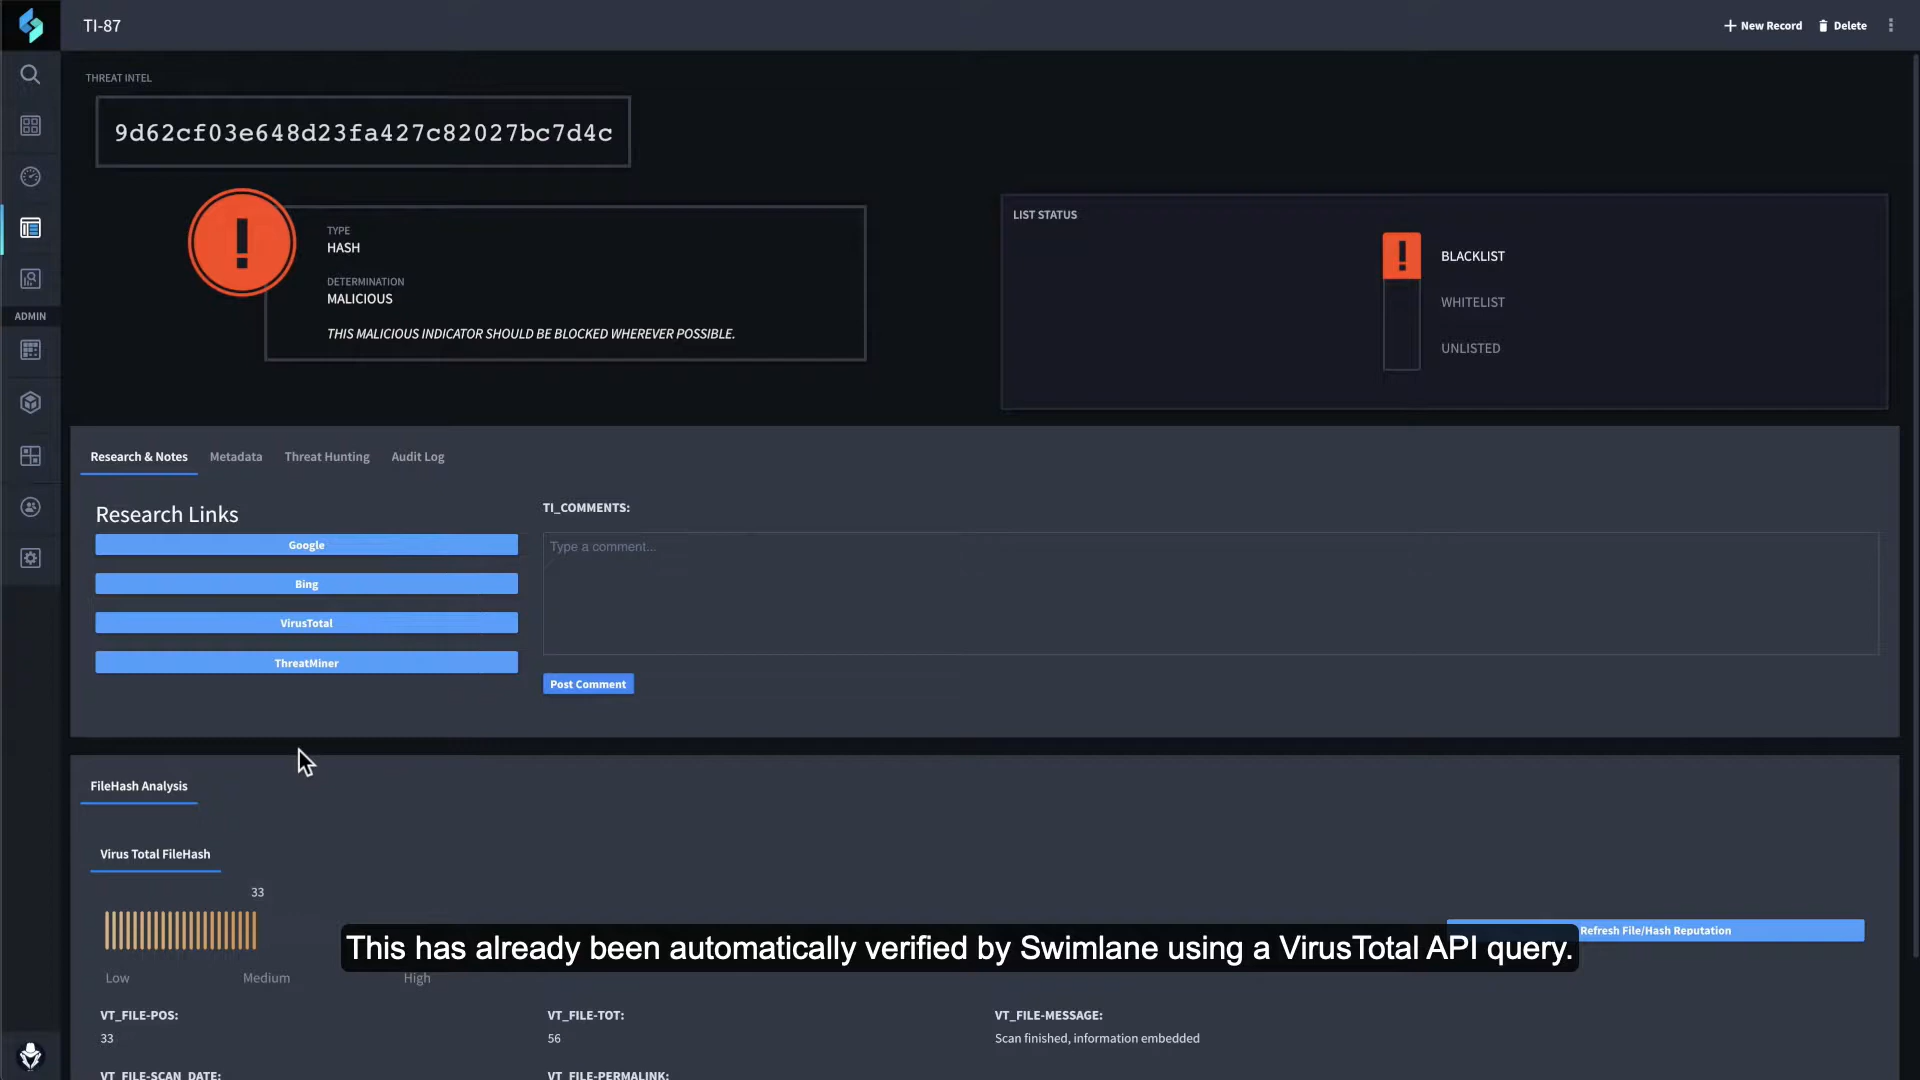 TI-87
New Record
Delete
THREAT INTEL
9d62cf03e648d23fa427c82027bc7d4c
TYPE
HASH
DETERMINATION
MALICIOUS
THIS MALICIOUS INDICATOR SHOULD BE BLOCKED WHEREVER POSSIBLE.
LIST STATUS
BLACKLIST
WHITELIST
UNLISTED
ADMIN
Research & Notes Metadata Threat Hunting Audit Log
Research Links
Google
Bing
VirusTotal
ThreatMiner
TI_COMMENTS:
Type a comment...
Post Comment
FileHash Analysis
Virus Total FileHash
33
Low Medium High
Refresh File/Hash Reputation
This has already been automatically verified by Swimlane using a VirusTotal API query.
VT_FILE-POS:
33
VT_FILE-TOT:
56
VT_FILE-MESSAGE:
Scan finished, information embedded
VT_FILE-SCAN_DATE:
VT_FILE-PERMALINK: